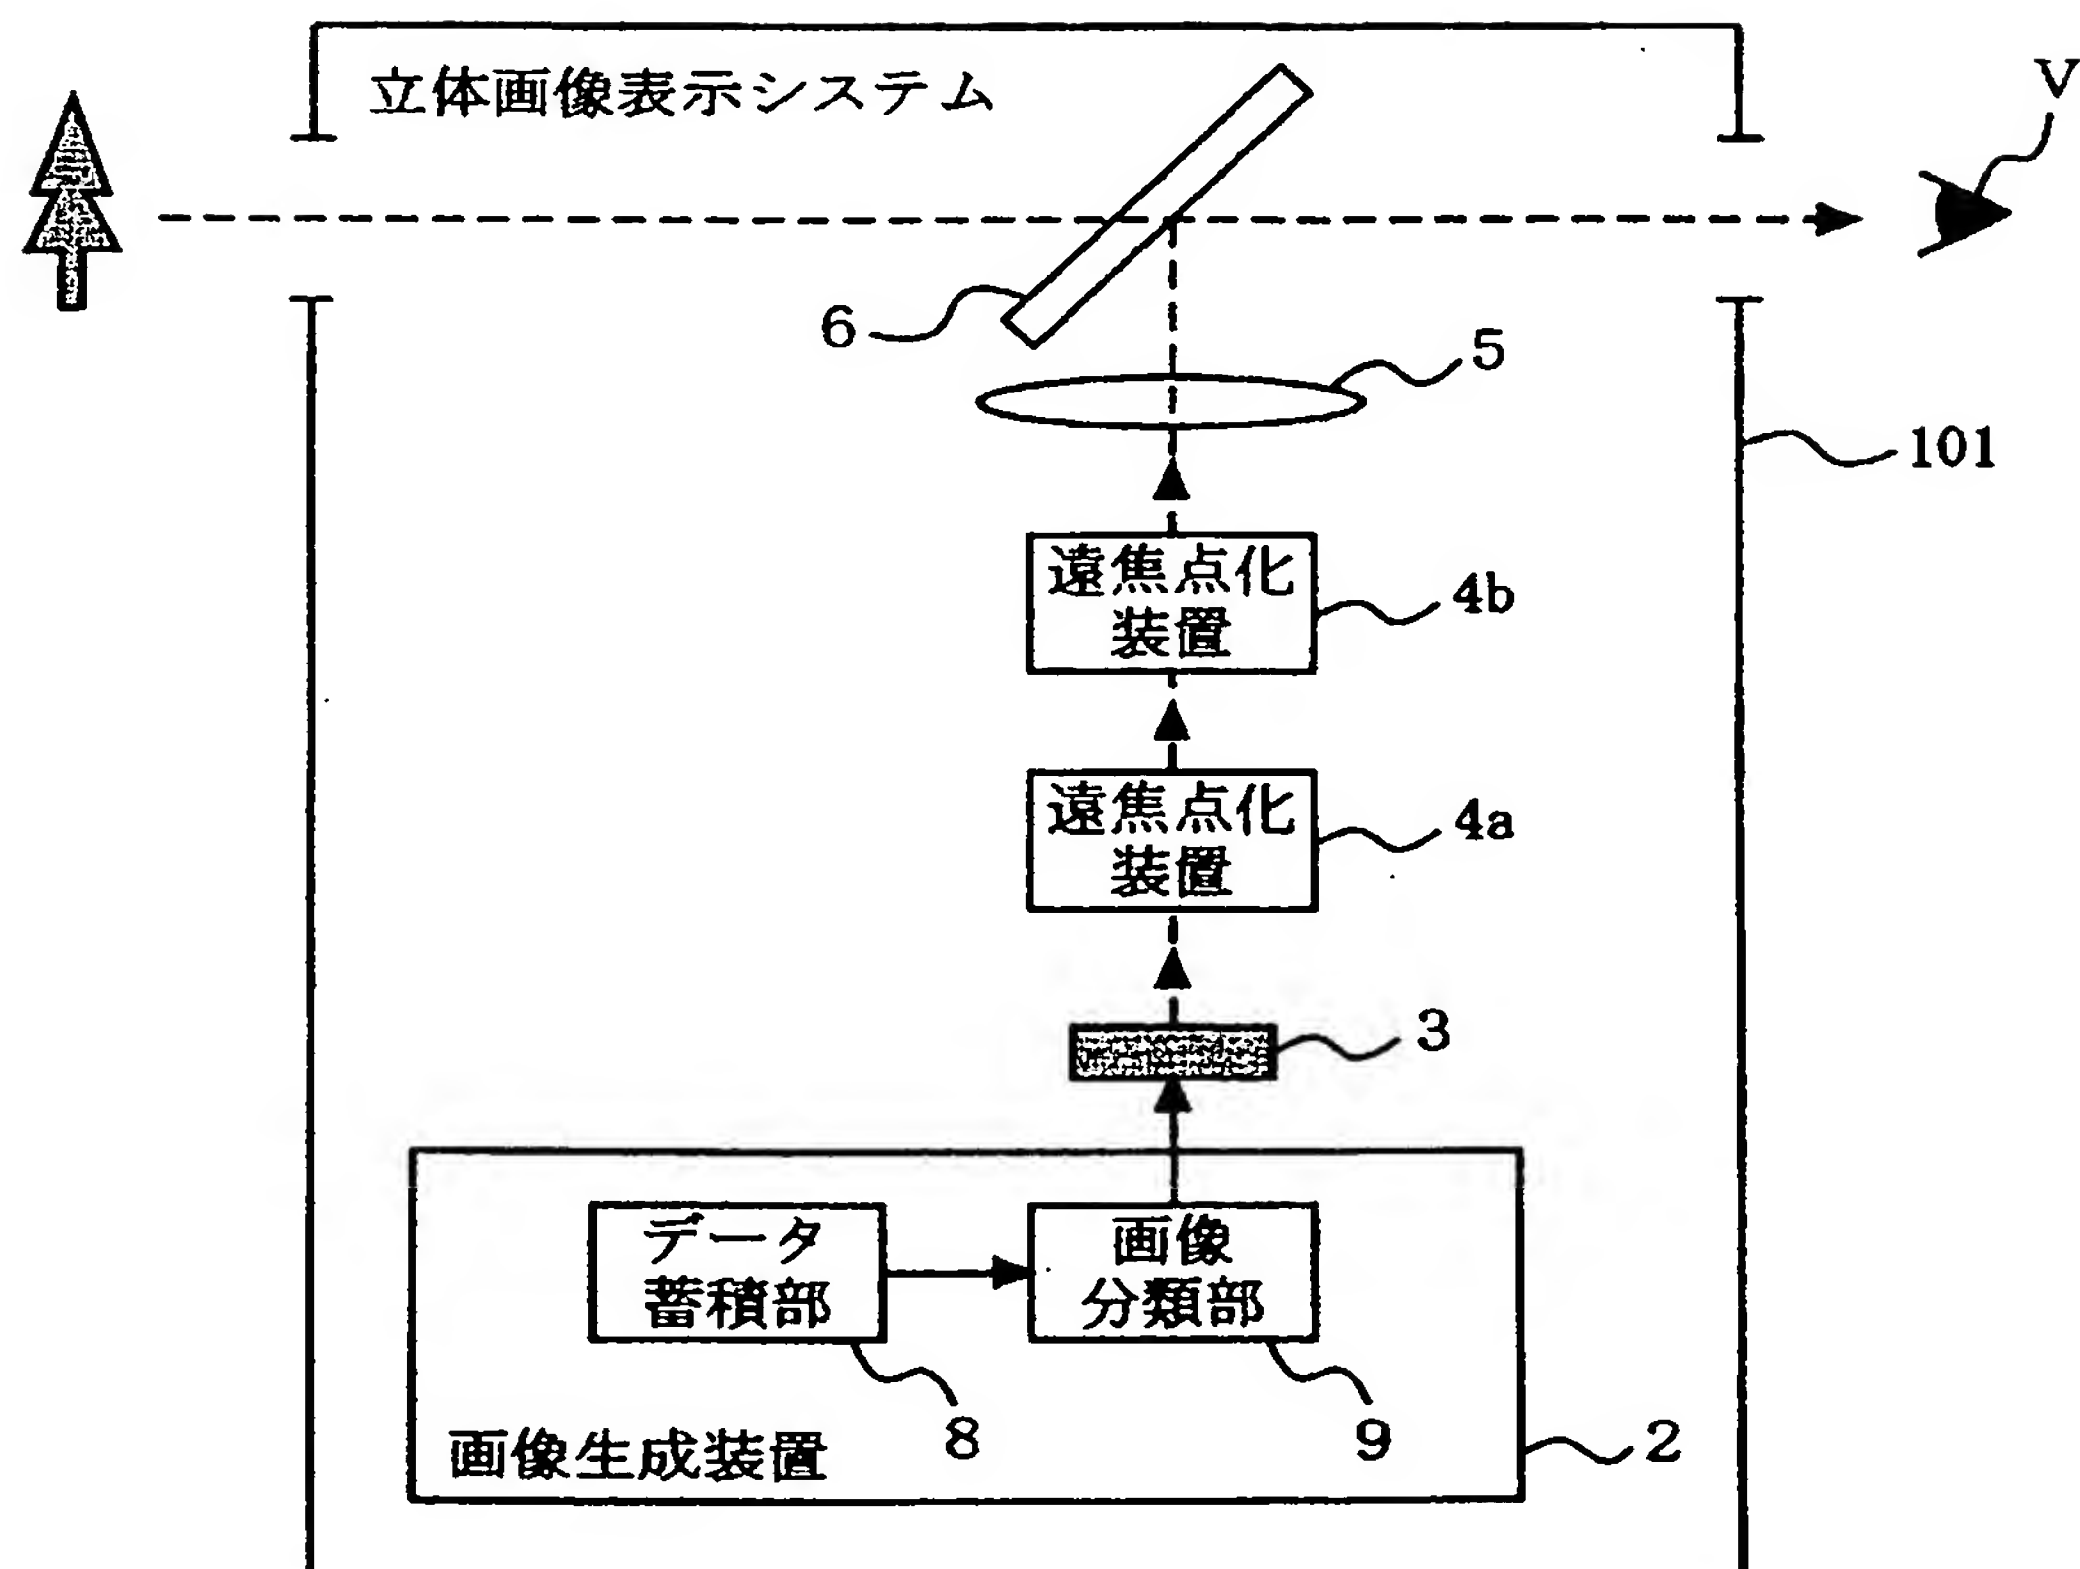 立体画像表示システム
V
6
5
101
遠焦点化
装置
4b
遠焦点化
装置
4a
3
データ
蓄積部
画像
分類部
8
9
画像生成装置
2